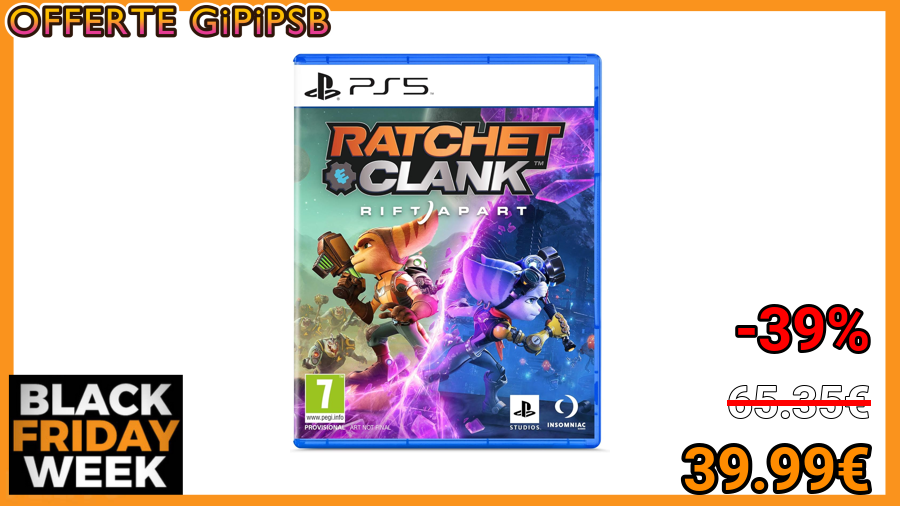 OFFERTE GiPiPSB
PS5
RATCHET
& CLANK™
RIFT APART
7
www.pegi.info
PROVISIONAL ART NOT FINAL
STUDIOS
INSOMNIAC
-39%
65.35€
39.99€
BLACK
FRIDAY
WEEK